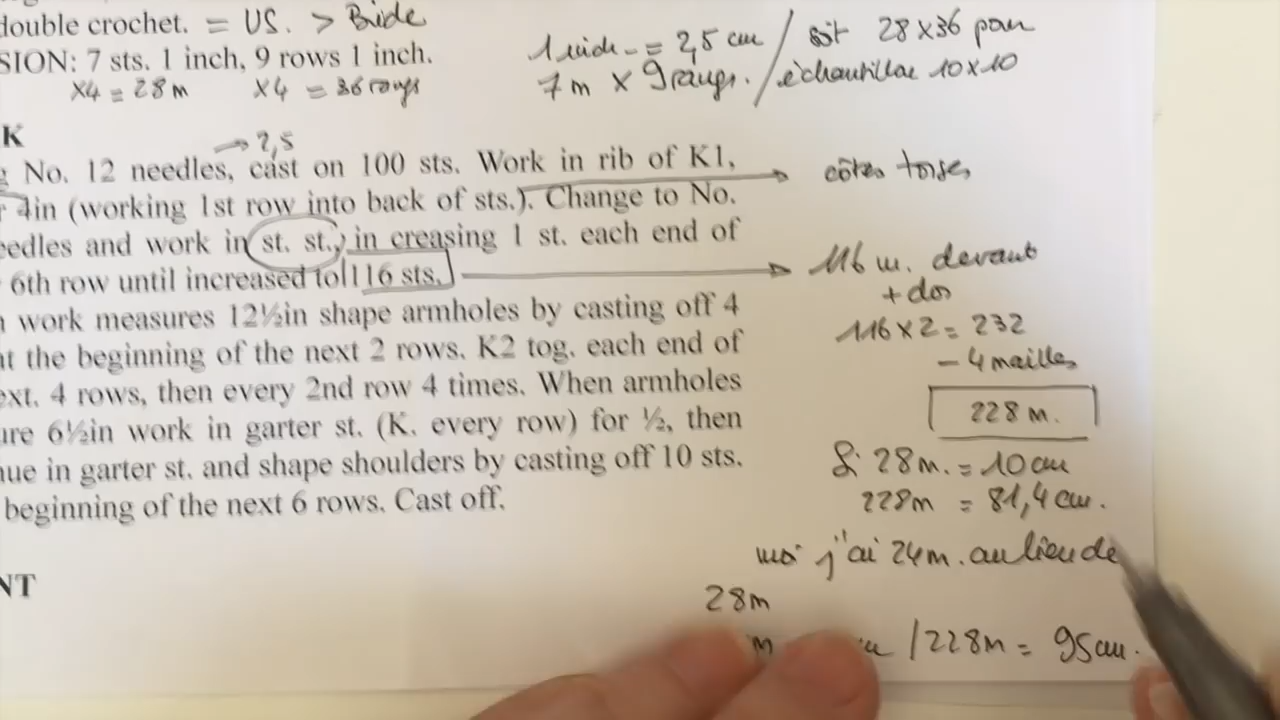 double crochet. = US. > Bride
SION: 7 sts. 1 inch, 9 rows 1 inch.
X4 = 28 m X4 = 36 rangs
= 2,5 cm / soit 28 x 36 pour
7 m x 9 rangs. / échantillon 10 x 10
K
→ 2,5
No. 12 needles, cast on 100 sts. Work in rib of K1,
côtes torses
4in (working 1st row into back of sts.). Change to No.
eedles and work in st. st., in creasing 1 st. each end of
6th row until increased to 116 sts.
116 m. devant
+ dos
work measures 12½in shape armholes by casting off 4
116 x 2 = 232
at the beginning of the next 2 rows. K2 tog. each end of
- 4 mailles
ext. 4 rows, then every 2nd row 4 times. When armholes
228 m.
ure 6½in work in garter st. (K. every row) for ½, then
nue in garter st. and shape shoulders by casting off 10 sts.
28 m. = 10 cm
beginning of the next 6 rows. Cast off.
228m = 81,4 cm.
moi j'ai 24 m. au lieu de
NT
28m
m / 228m = 95 cm.